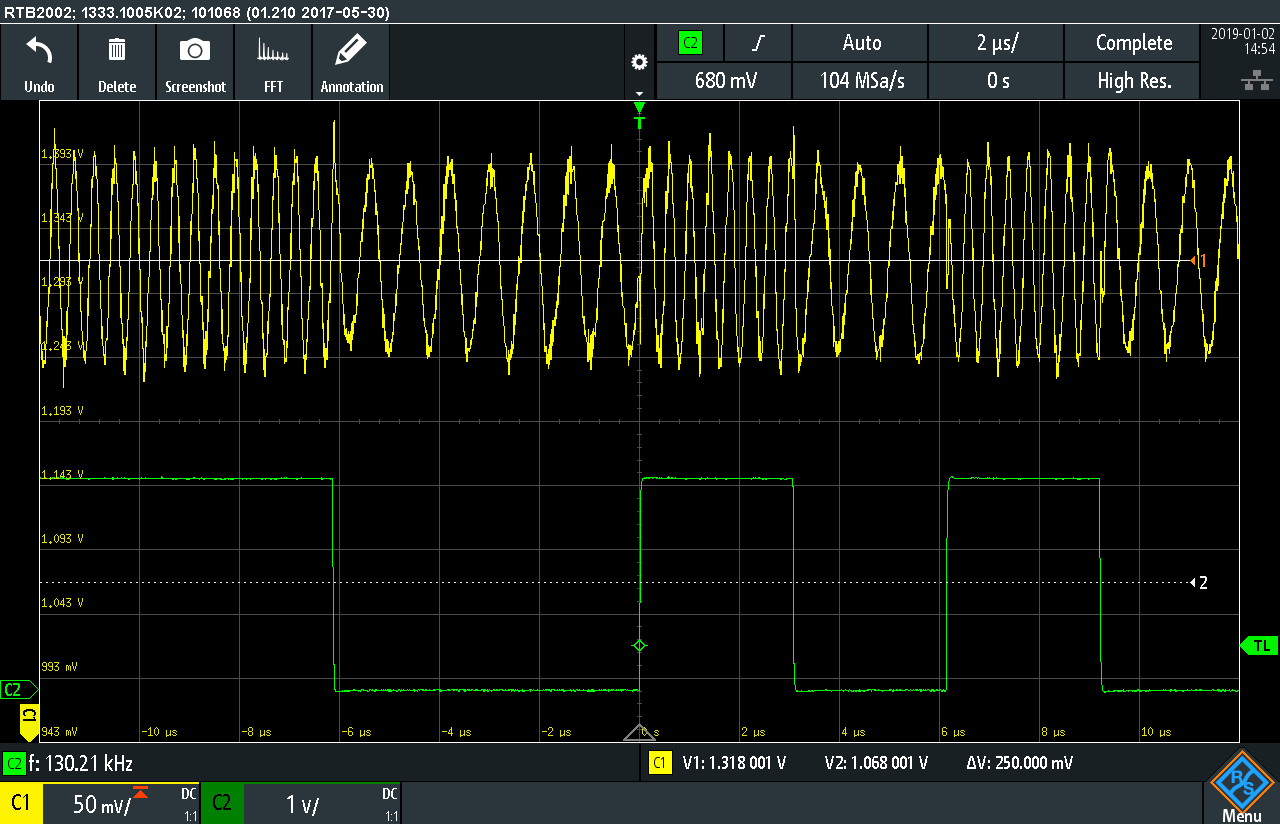 RTB2002; 1333.1005K02; 101068 (01.210 2017-05-30)
Undo Delete Screenshot FFT Annotation
C2 Auto 2 µs/ Complete
680 mV 104 MSa/s 0 s High Res.
2019-01-02
14:54
T
1.393 V
1.343 V
1
1.293 V
1.243 V
1.193 V
1.143 V
1.093 V
2
1.043 V
TL
993 mV
C2
C1
943 mV -10 µs -8 µs -6 µs -4 µs -2 µs 0 s 2 µs 4 µs 6 µs 8 µs 10 µs
C2 f: 130.21 kHz C1 V1: 1.318 001 V V2: 1.068 001 V ΔV: 250.000 mV
C1 50 mV/ DC 1:1 C2 1 V/ DC 1:1
R S
Menu